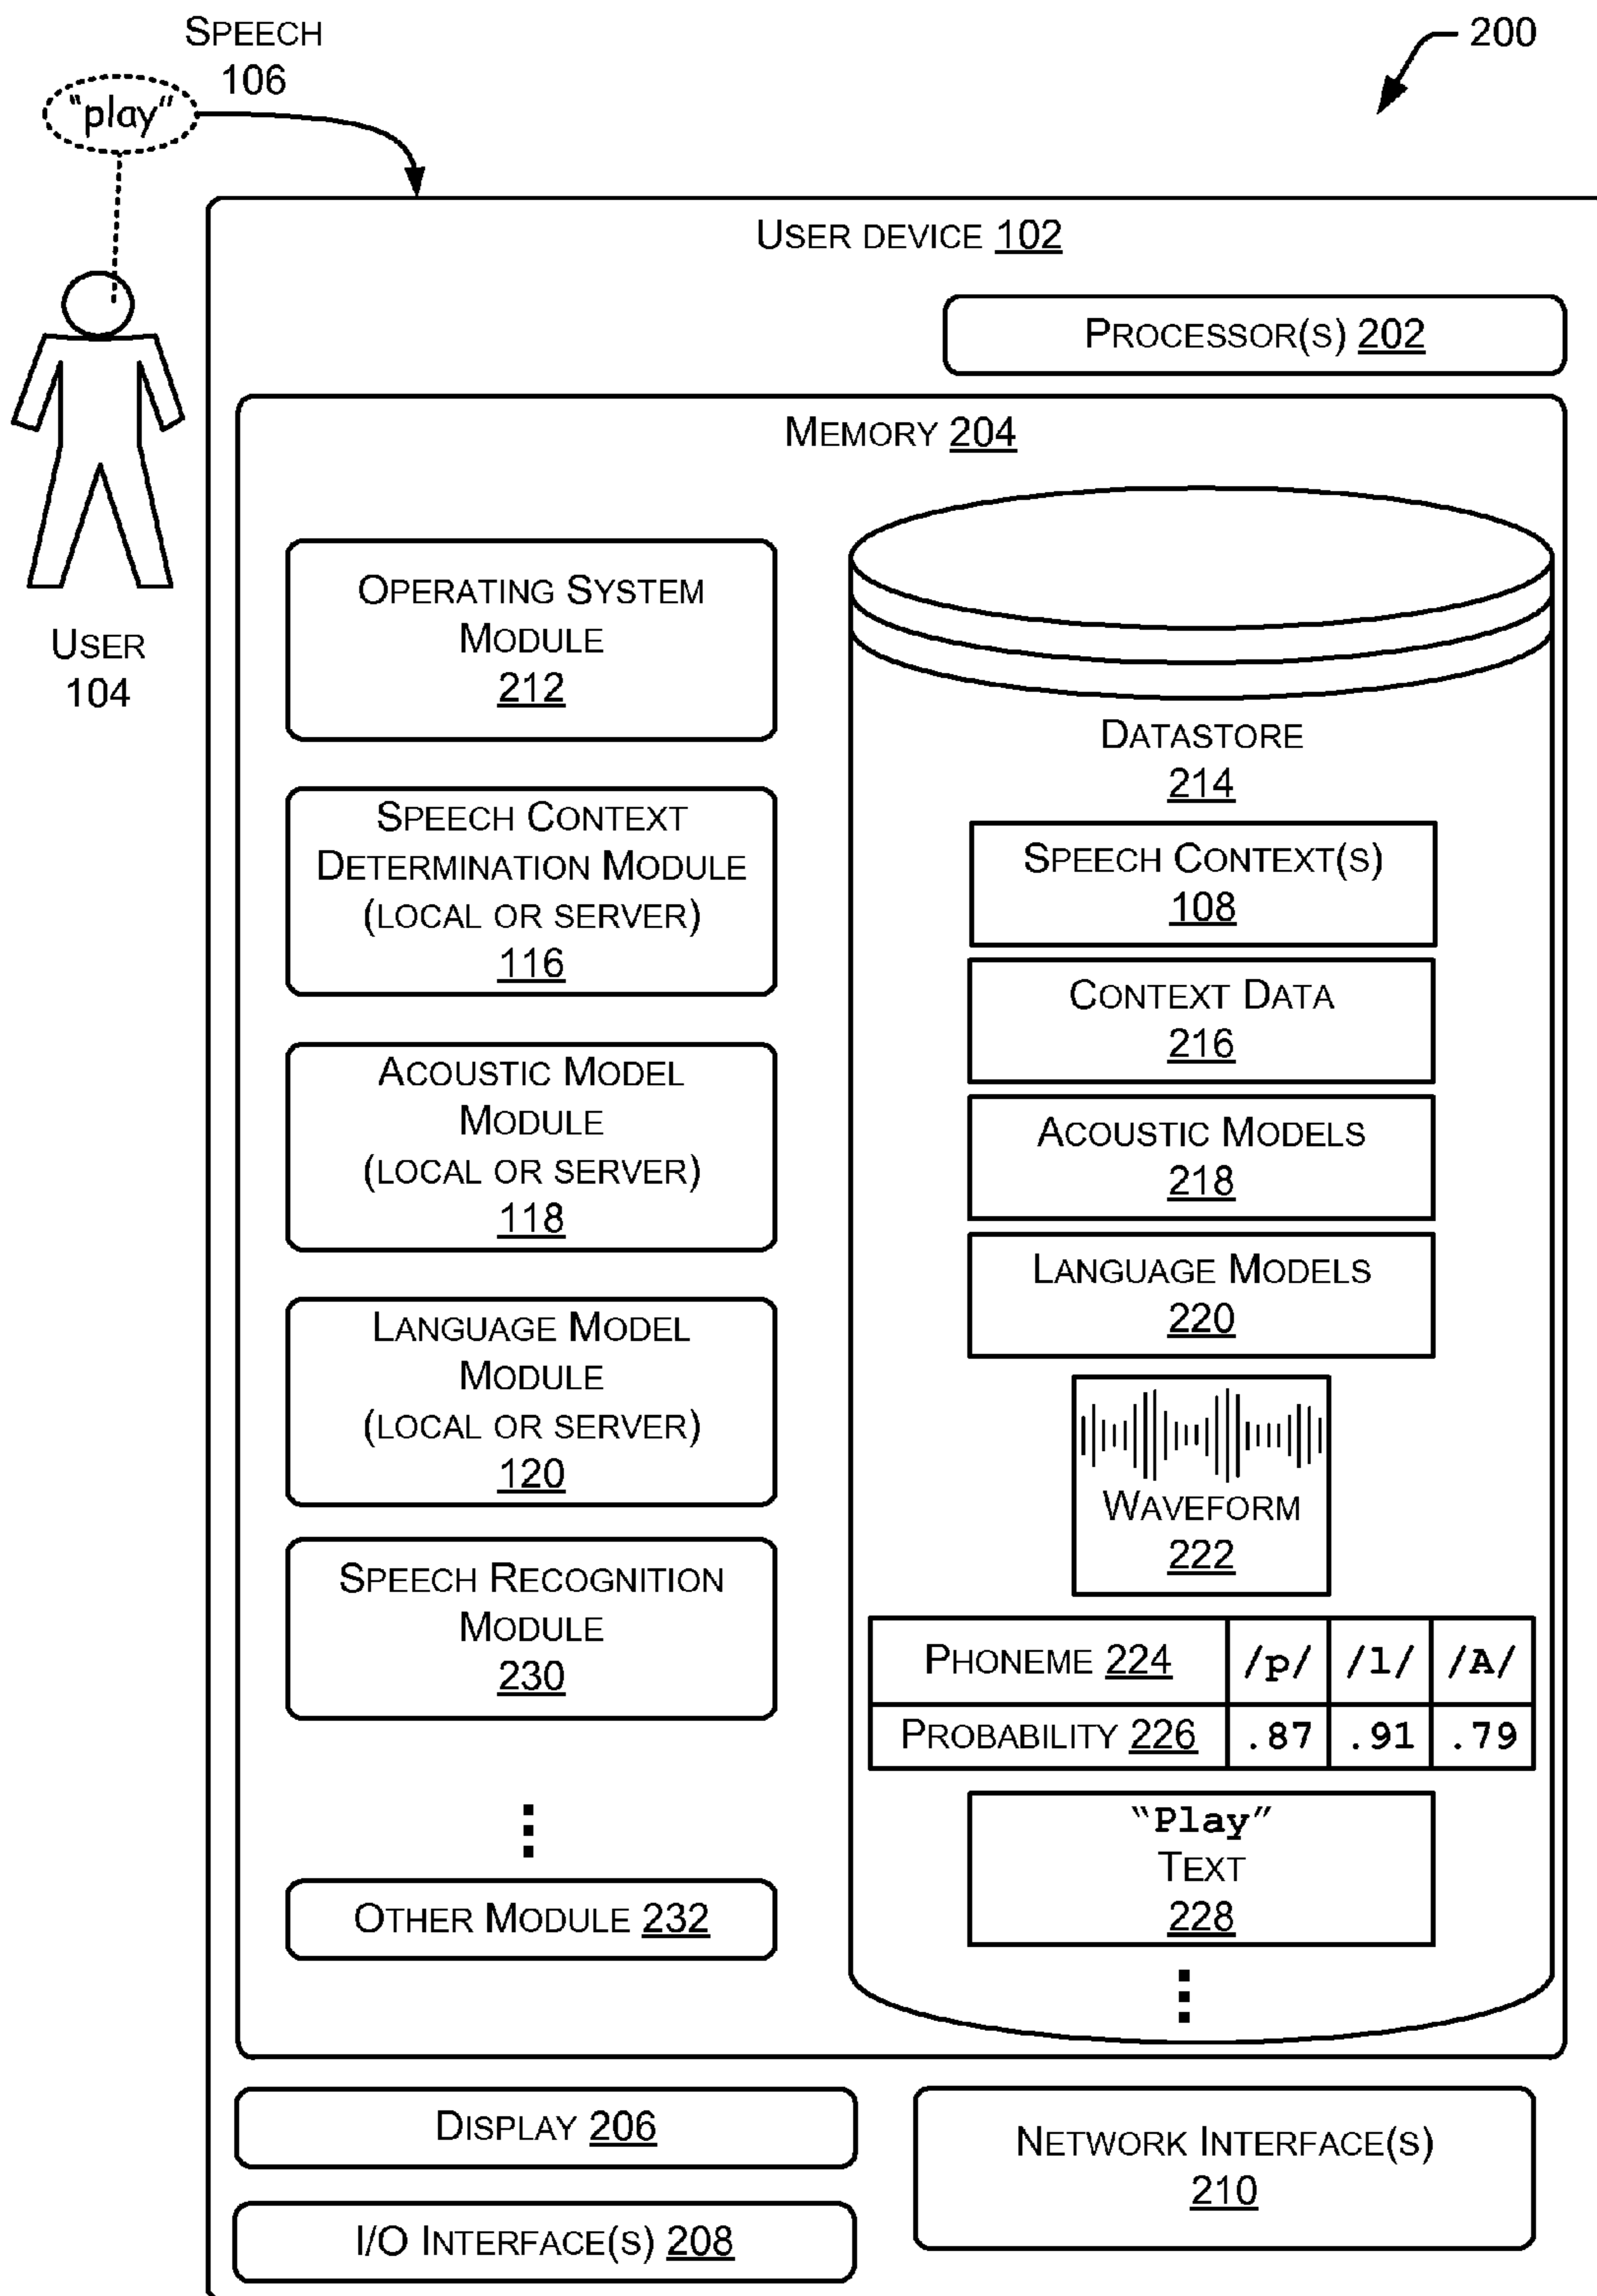 SPEECH
106
200
"play"
USER DEVICE 102
PROCESSOR(S) 202
MEMORY 204
USER
104
OPERATING SYSTEM
MODULE
212
SPEECH CONTEXT
DETERMINATION MODULE
(LOCAL OR SERVER)
116
ACOUSTIC MODEL
MODULE
(LOCAL OR SERVER)
118
LANGUAGE MODEL
MODULE
(LOCAL OR SERVER)
120
SPEECH RECOGNITION
MODULE
230
OTHER MODULE 232
DATASTORE
214
SPEECH CONTEXT(S)
108
CONTEXT DATA
216
ACOUSTIC MODELS
218
LANGUAGE MODELS
220
WAVEFORM
222
PHONEME 224 /p/ /l/ /A/
PROBABILITY 226 .87 .91 .79
"Play"
TEXT
228
DISPLAY 206
I/O INTERFACE(S) 208
NETWORK INTERFACE(S)
210